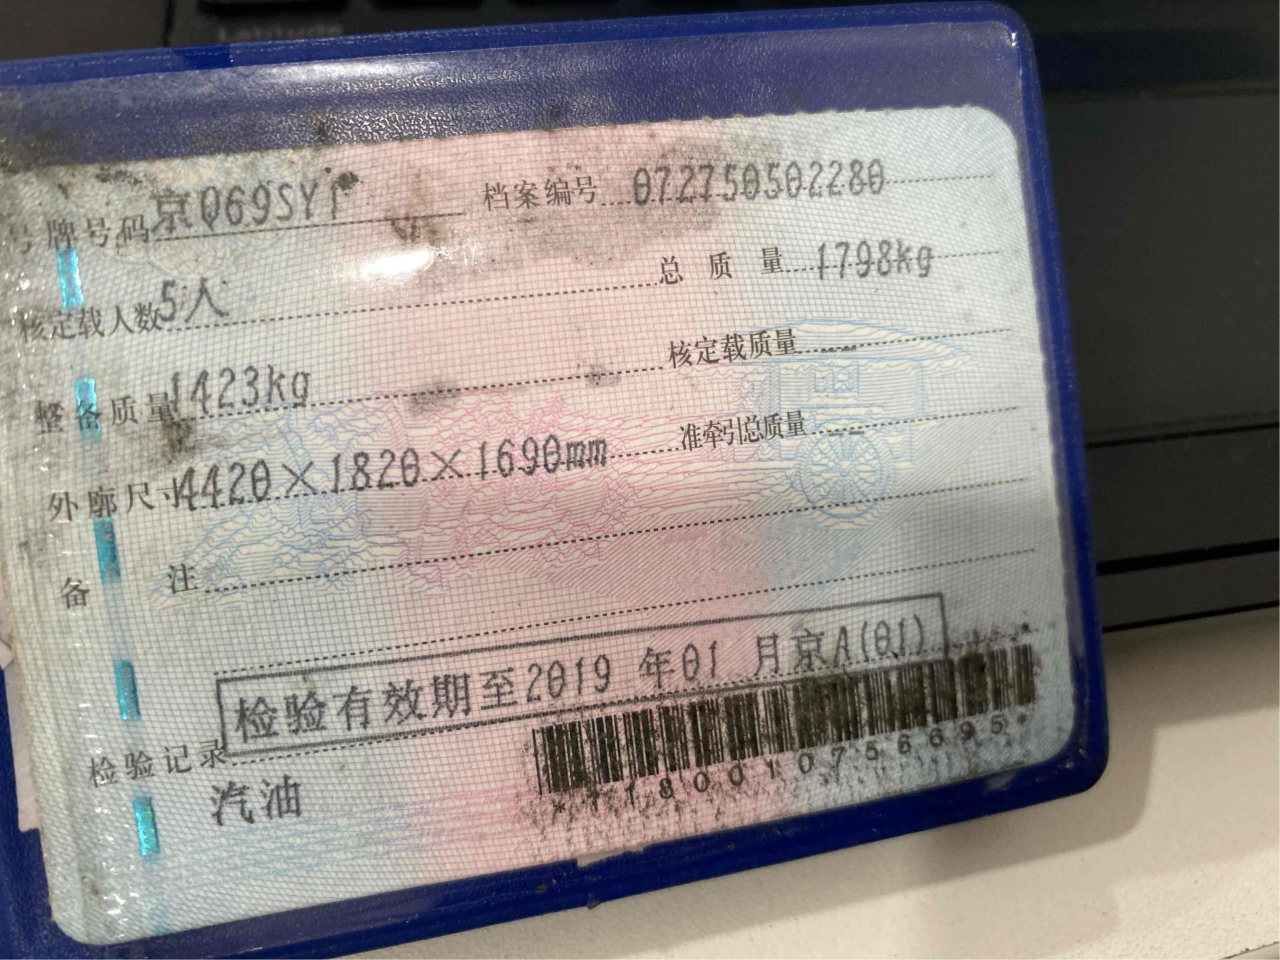 号牌号码 京Q69SY1 档案编号 072750502280
核定载人数 5人 总质量 1798kg
整备质量 1423kg 核定载质量 ----
外廓尺寸 4420×1820×1690mm 准牵引总质量 ----
备注
检验有效期至2019 年01 月京A(01)
检验记录
汽油
*1180010756695*